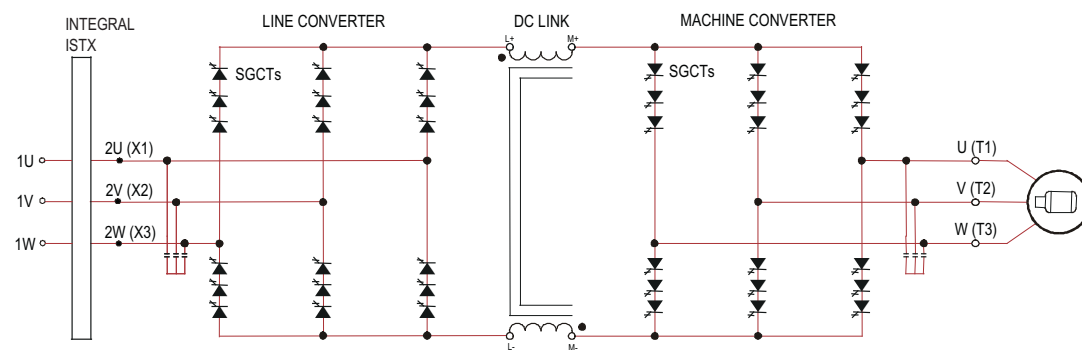 INTEGRAL
ISTX
LINE CONVERTER
DC LINK
MACHINE CONVERTER
L+
M+
SGCTs
SGCTs
1U
2U (X1)
U (T1)
1V
2V (X2)
V (T2)
1W
2W (X3)
W (T3)
L-
M-